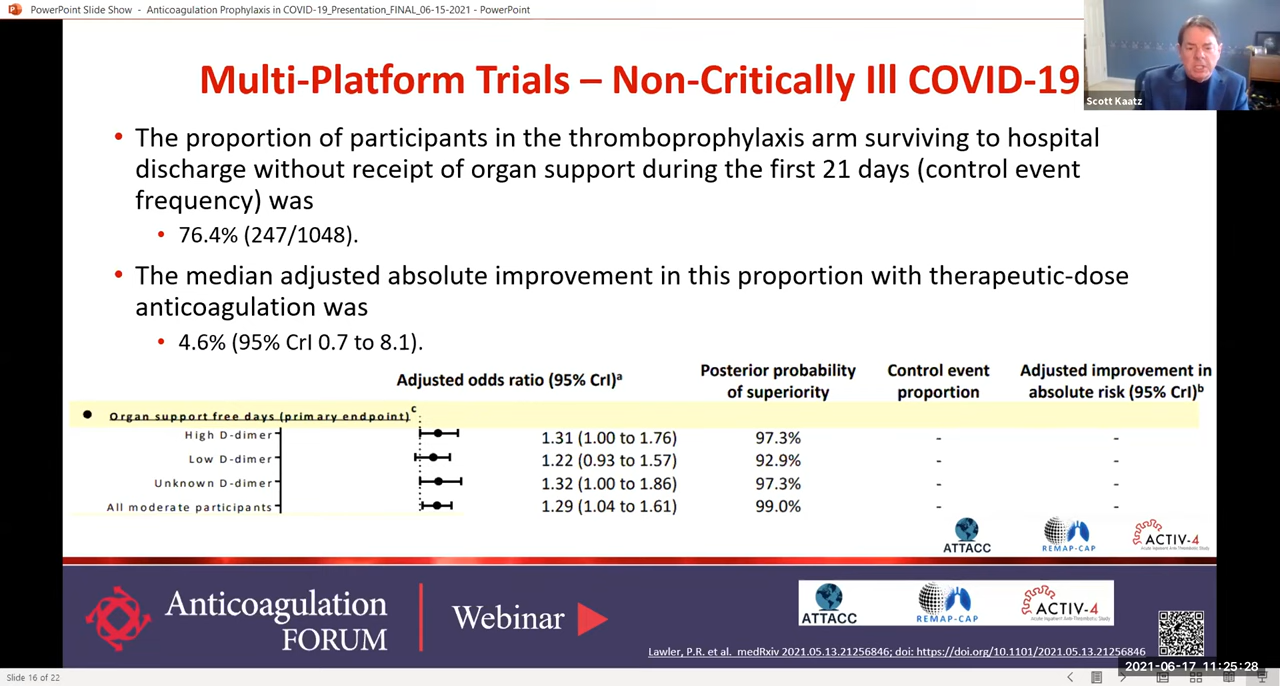 PowerPoint Slide Show - Anticoagulation Prophylaxis in COVID-19_Presentation_FINAL_06-15-2021 - PowerPoint
Scott Kaatz
Multi-Platform Trials – Non-Critically Ill COVID-19
• The proportion of participants in the thromboprophylaxis arm surviving to hospital
discharge without receipt of organ support during the first 21 days (control event
frequency) was
• 76.4% (247/1048).
• The median adjusted absolute improvement in this proportion with therapeutic-dose
anticoagulation was
• 4.6% (95% CrI 0.7 to 8.1).
Adjusted odds ratio (95% CrI)a
Posterior probability
of superiority
Control event
proportion
Adjusted improvement in
absolute risk (95% CrI)b
Organ support free days (primary endpoint)c
High D-dimer 1.31 (1.00 to 1.76) 97.3% - -
Low D-dimer 1.22 (0.93 to 1.57) 92.9% - -
Unknown D-dimer 1.32 (1.00 to 1.86) 97.3% - -
All moderate participants 1.29 (1.04 to 1.61) 99.0% - -
ATTACC REMAP-CAP ACTIV-4
Anticoagulation
FORUM
Webinar
ATTACC REMAP-CAP ACTIV-4
Lawler, P.R. et al. medRxiv 2021.05.13.21256846; doi: https://doi.org/10.1101/2021.05.13.21256846
2021-06-17 11:25:28
Slide 16 of 22